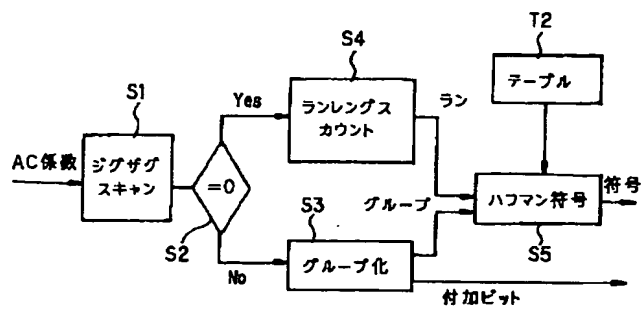 T2
テーブル
S4
ランレングス
カウント
ラン
S1
Yes
AC係数
ジグザグ
スキャン
=0
S2
グループ
ハフマン符号
符号
S5
S3
No
グループ化
付加ビット